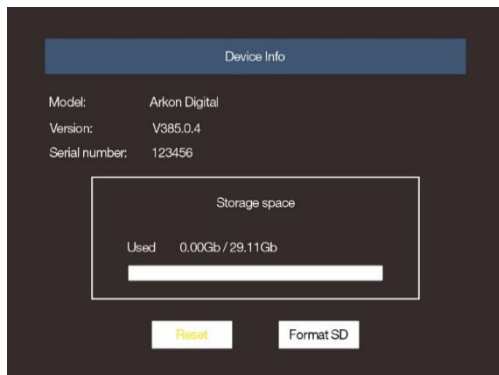 Device Info
Model: Arkon Digital
Version: V385.0.4
Serial number: 123456
Storage space
Used 0.00Gb / 29.11Gb
Reset Format SD